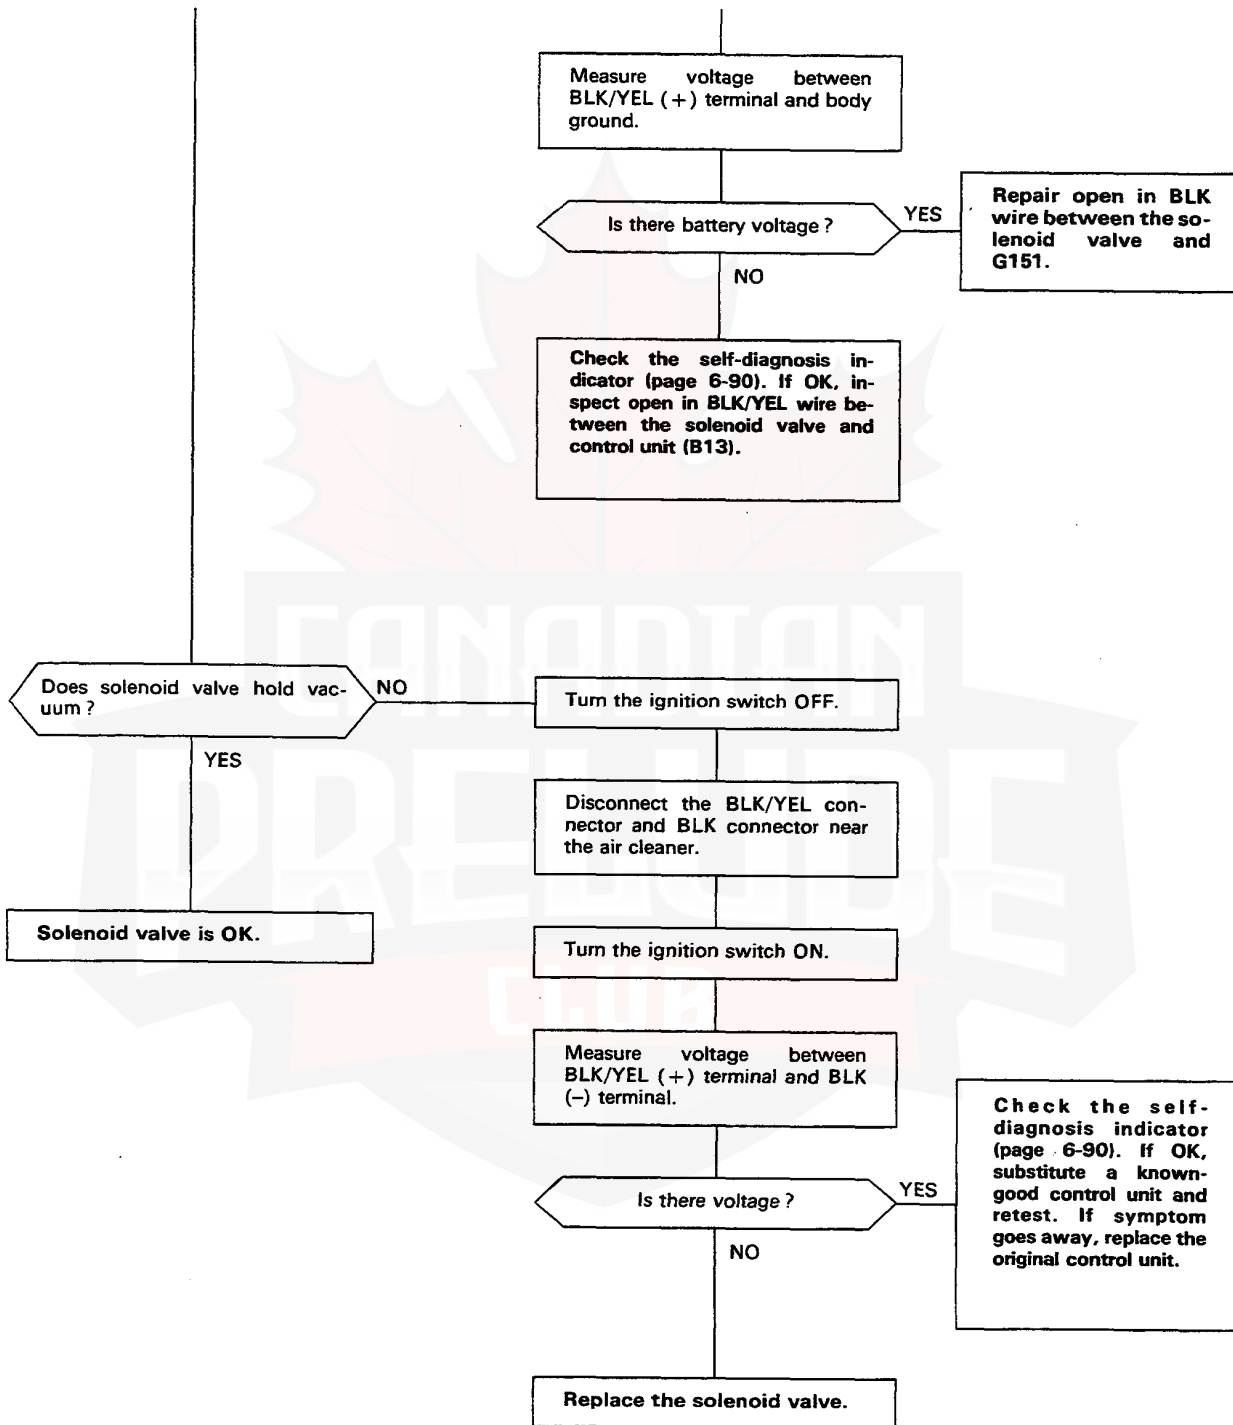 Measure voltage between
BLK/YEL (+) terminal and body
ground.
Is there battery voltage ?
YES
Repair open in BLK
wire between the so-
lenoid valve and
G151.
NO
Check the self-diagnosis in-
dicator (page 6-90). If OK, in-
spect open in BLK/YEL wire be-
tween the solenoid valve and
control unit (B13).
CANADIAN
PRELUDE
CLUB
Does solenoid valve hold vac-
uum ?
NO
Turn the ignition switch OFF.
YES
Disconnect the BLK/YEL con-
nector and BLK connector near
the air cleaner.
Solenoid valve is OK.
Turn the ignition switch ON.
Measure voltage between
BLK/YEL (+) terminal and BLK
(–) terminal.
Is there voltage ?
YES
Check the self-
diagnosis indicator
(page 6-90). If OK,
substitute a known-
good control unit and
retest. If symptom
goes away, replace the
original control unit.
NO
Replace the solenoid valve.